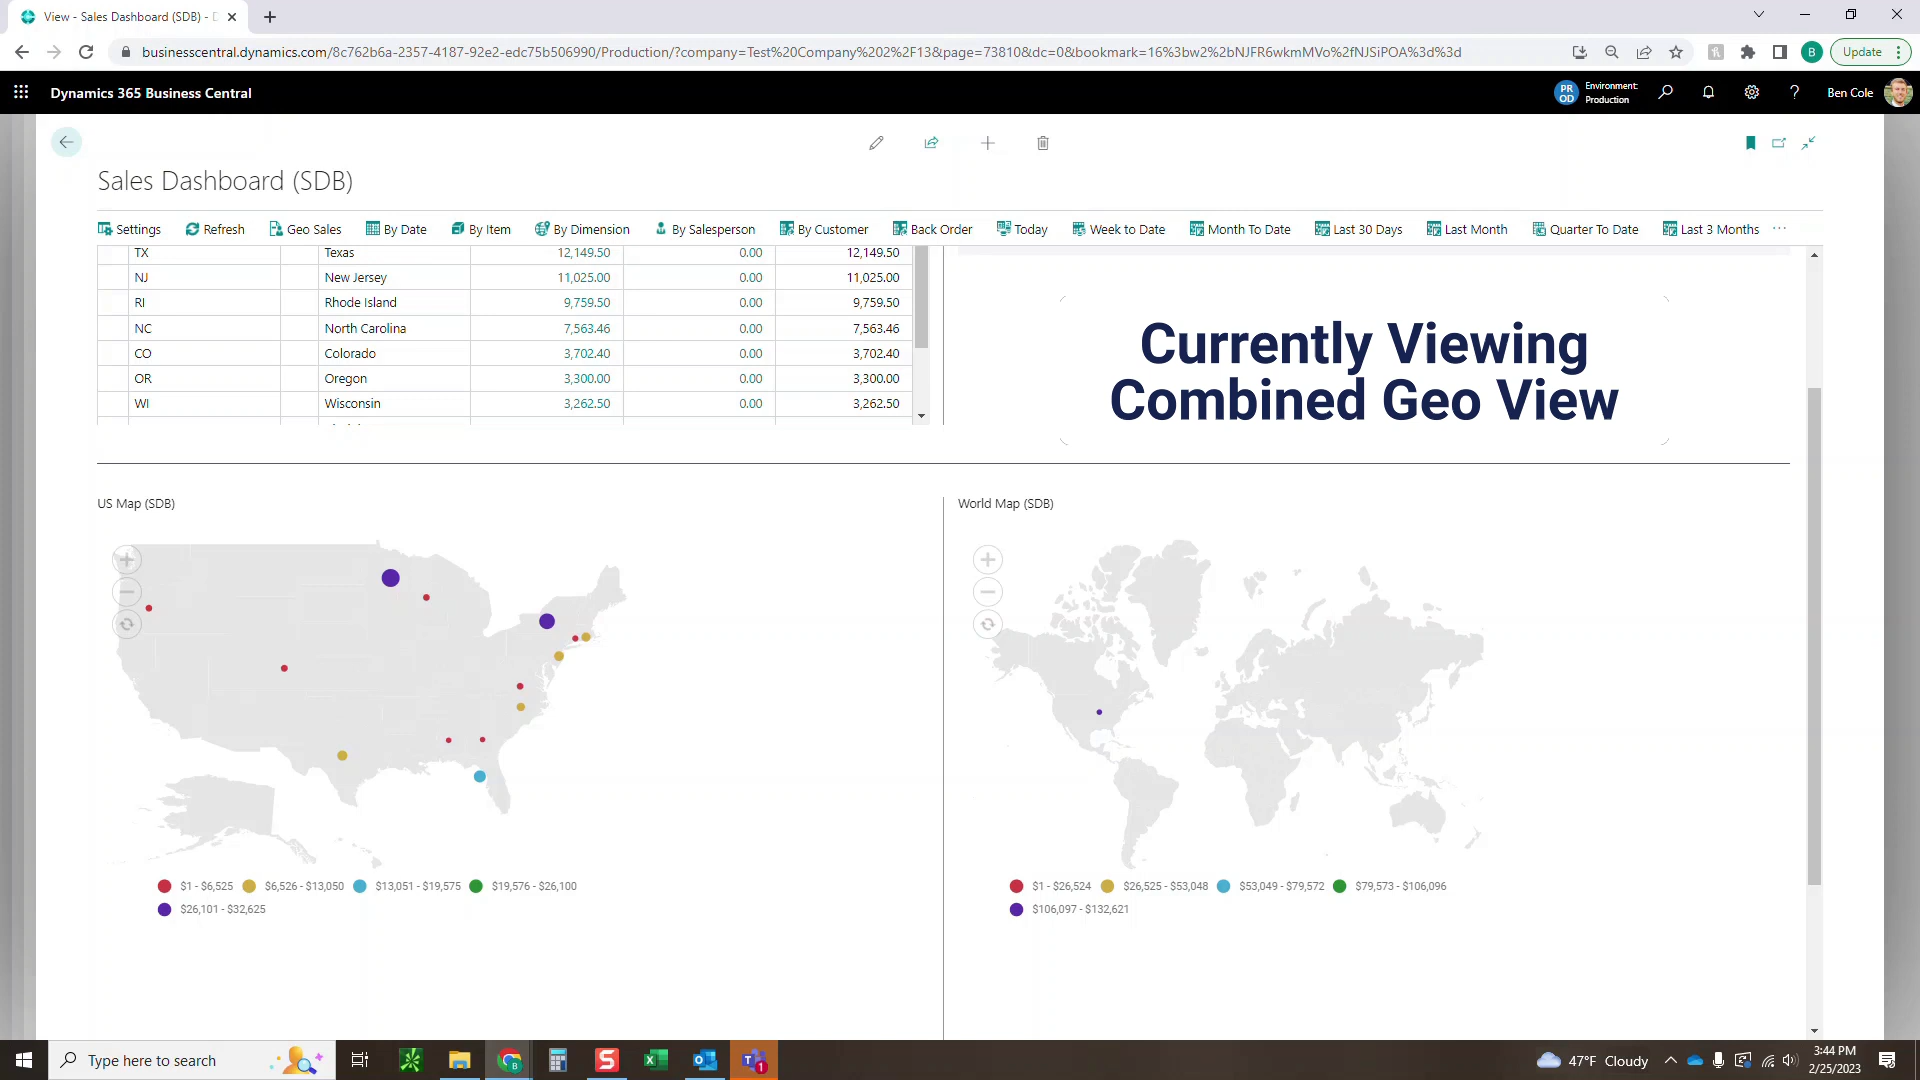 View - Sales Dashboard (SDB) -
businesscentral.dynamics.com/8c762b6a-2357-4187-92e2-edc75b506990/Production/?company=Test%20Company%202%2F13&page=73810&dc=0&bookmark=16%3bw2%2bNJFR6wkmMVo%2fNJSiPOA%3d%3d
B
Update
Dynamics 365 Business Central
PR
OD
Environment:
Production
Ben Cole
Sales Dashboard (SDB)
Settings Refresh Geo Sales By Date By Item By Dimension By Salesperson By Customer Back Order Today Week to Date Month To Date Last 30 Days Last Month Quarter To Date Last 3 Months ...
TX Texas 12,149.50 0.00 12,149.50
NJ New Jersey 11,025.00 0.00 11,025.00
RI Rhode Island 9,759.50 0.00 9,759.50
NC North Carolina 7,563.46 0.00 7,563.46
CO Colorado 3,702.40 0.00 3,702.40
OR Oregon 3,300.00 0.00 3,300.00
WI Wisconsin 3,262.50 0.00 3,262.50
Currently Viewing
Combined Geo View
US Map (SDB)
$1 - $6,525 $6,526 - $13,050 $13,051 - $19,575 $19,576 - $26,100
$26,101 - $32,625
World Map (SDB)
$1 - $26,524 $26,525 - $53,048 $53,049 - $79,572 $79,573 - $106,096
$106,097 - $132,621
Type here to search
47°F Cloudy
3:44 PM
2/25/2023